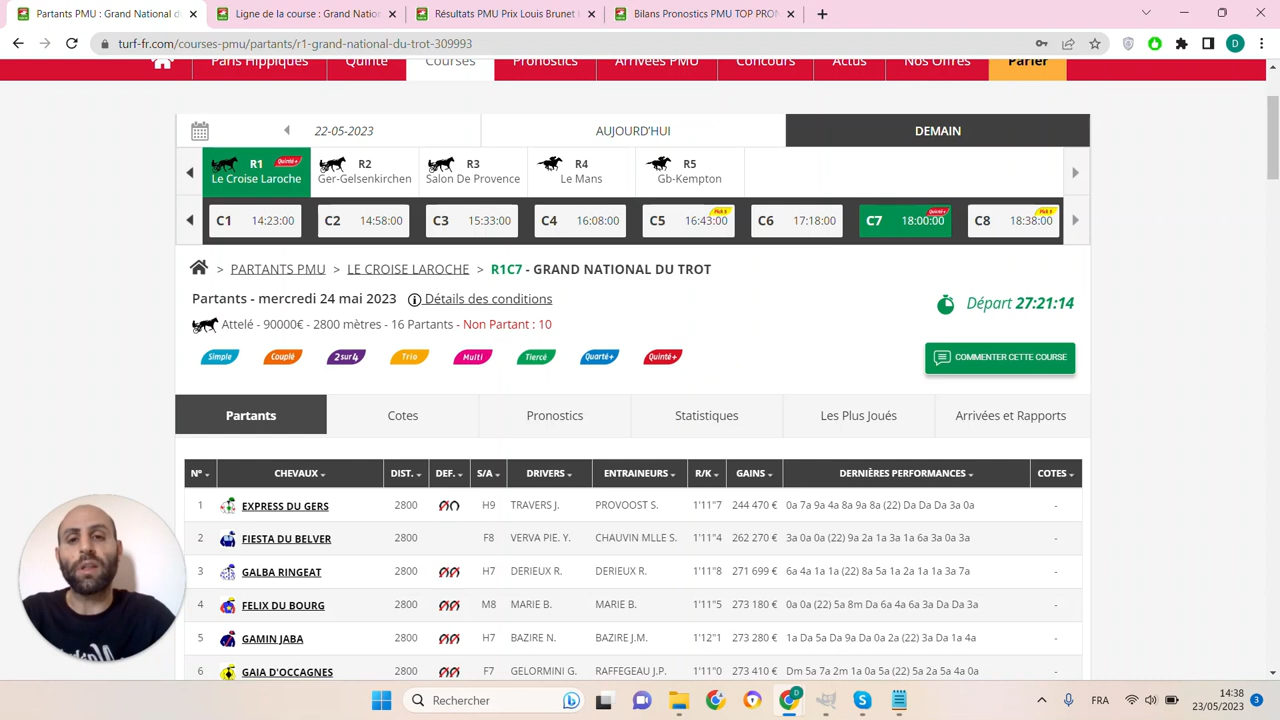 Partants PMU : Grand National d
Ligne de la course : Grand Nation
Résultats PMU Prix Louis Brunet
Bilans Pronostics PMU TOP PRON
turf-fr.com/courses-pmu/partants/r1-grand-national-du-trot-309993
D
Paris Hippiques Quinté Courses Pronostics Arrivées PMU Concours Actus Nos Offres Parier
22-05-2023 AUJOURD'HUI DEMAIN
R1 Quinté+ R2 R3 R4 R5
Le Croise Laroche Ger-Gelsenkirchen Salon De Provence Le Mans Gb-Kempton
C1 14:23:00 C2 14:58:00 C3 15:33:00 C4 16:08:00 C5 16:43:00 Pick 5 C6 17:18:00 C7 18:00:00 Quinté+ C8 18:38:00 Pick 5
> PARTANTS PMU > LE CROISE LAROCHE > R1C7 - GRAND NATIONAL DU TROT
Partants - mercredi 24 mai 2023 Détails des conditions
Départ 27:21:14
Attelé - 90000€ - 2800 mètres - 16 Partants - Non Partant : 10
Simple Couplé 2sur4 Trio Multi Tiercé Quarté+ Quinté+
COMMENTER CETTE COURSE
Partants Cotes Pronostics Statistiques Les Plus Joués Arrivées et Rapports
N° CHEVAUX DIST. DEF. S/A DRIVERS ENTRAINEURS R/K GAINS DERNIÈRES PERFORMANCES COTES
1 EXPRESS DU GERS 2800 H9 TRAVERS J. PROVOOST S. 1'11"7 244 470 € 0a 7a 9a 4a 8a 9a 8a (22) Da Da Da 3a 0a -
2 FIESTA DU BELVER 2800 F8 VERVA PIE. Y. CHAUVIN MLLE S. 1'11"4 262 270 € 3a 0a 0a (22) 9a 2a 1a 3a 1a 6a 3a 0a 3a -
3 GALBA RINGEAT 2800 H7 DERIEUX R. DERIEUX R. 1'11"8 271 699 € 6a 4a 1a 1a (22) 8a 5a 1a 2a 1a 1a 3a 7a -
4 FELIX DU BOURG 2800 M8 MARIE B. MARIE B. 1'11"5 273 180 € 0a 0a (22) 5a 8m Da 6a 4a 6a 3a Da Da 3a -
5 GAMIN JABA 2800 H7 BAZIRE N. BAZIRE J.M. 1'12"1 273 280 € 1a Da 5a Da 9a Da 0a 2a (22) 3a Da 1a 4a -
6 GAIA D'OCCAGNES 2800 F7 GELORMINI G. RAFFEGEAU J.P. 1'11"0 273 410 € Dm 5a 7a 2m 1a 0a 5a (22) 5a 2a 5a 4a 0a -
Rechercher
FRA
14:38
23/05/2023
3